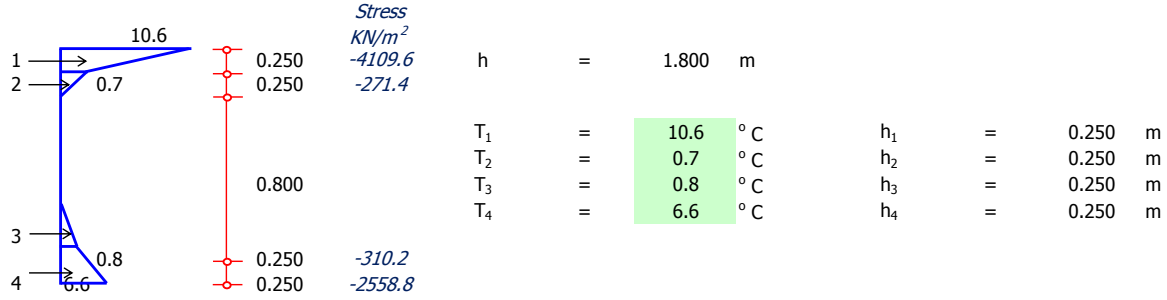 Stress
10.6 KN/m²
1 0.250 -4109.6 h = 1.800 m
2 0.7 0.250 -271.4
T₁ = 10.6 ° C h₁ = 0.250 m
T₂ = 0.7 ° C h₂ = 0.250 m
0.800 T₃ = 0.8 ° C h₃ = 0.250 m
T₄ = 6.6 ° C h₄ = 0.250 m
3
0.8 0.250 -310.2
4 6.6 0.250 -2558.8